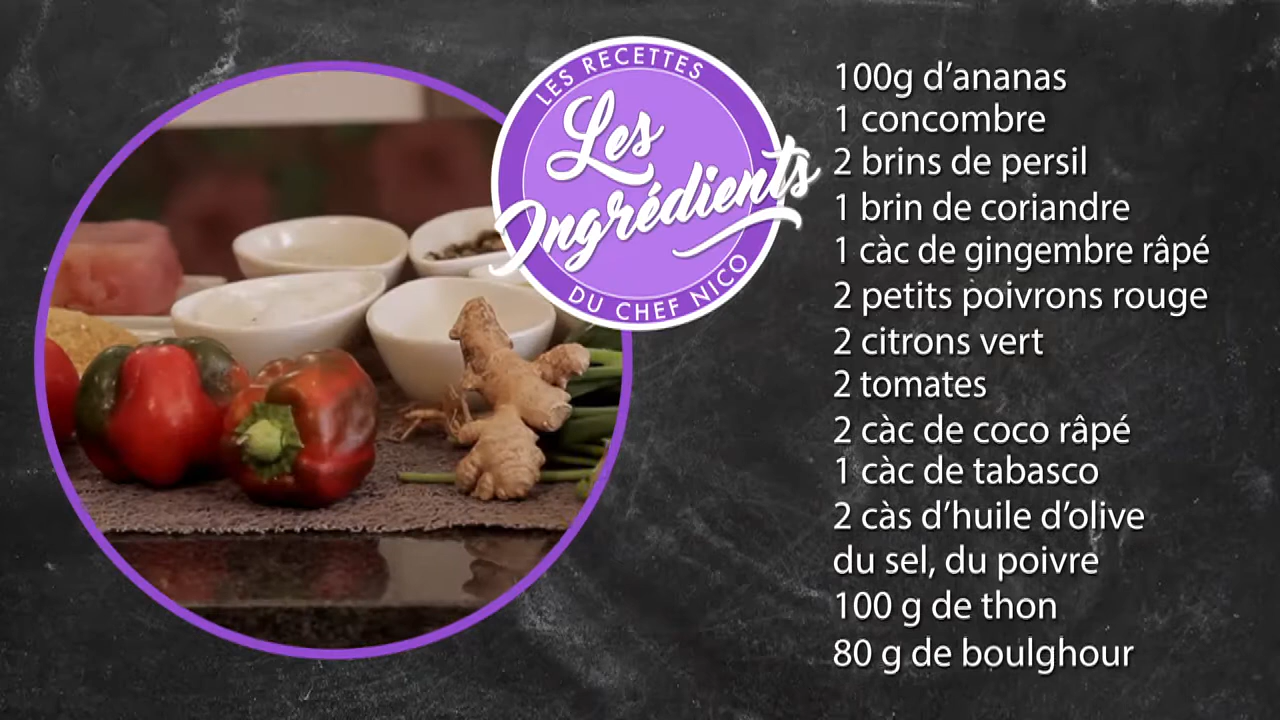 LES RECETTES
Les
Ingrédients
DU CHEF NICO
100g d’ananas
1 concombre
2 brins de persil
1 brin de coriandre
1 càc de gingembre râpé
2 petits poivrons rouge
2 citrons vert
2 tomates
2 càc de coco râpé
1 càc de tabasco
2 càs d’huile d’olive
du sel, du poivre
100 g de thon
80 g de boulghour